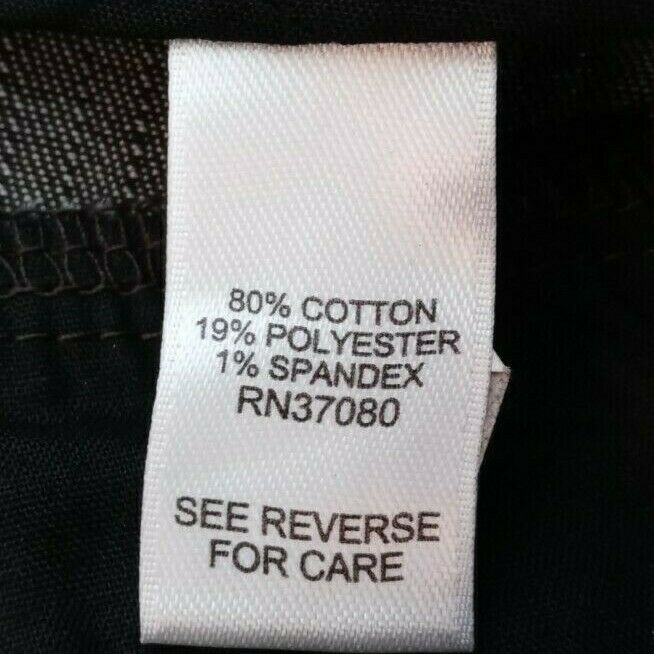 80% COTTON
19% POLYESTER
1% SPANDEX
RN37080
SEE REVERSE
FOR CARE